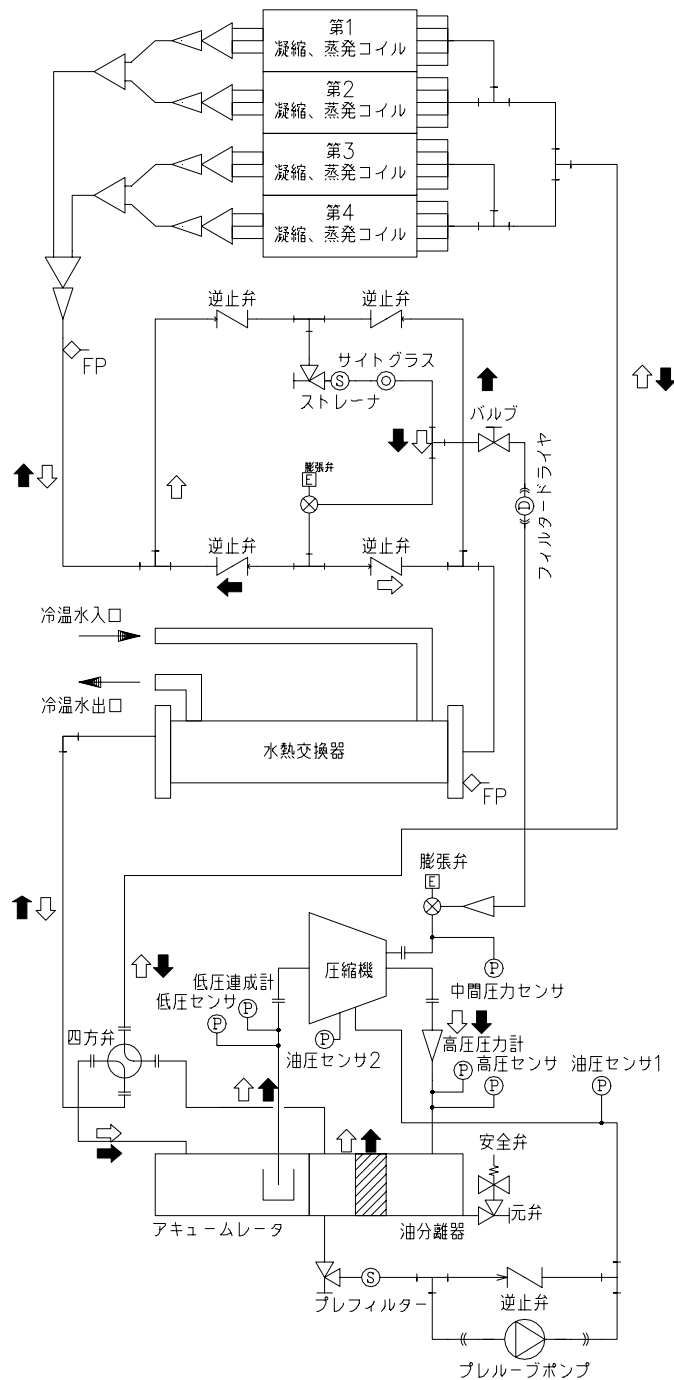 第1
凝縮、蒸発コイル
第2
凝縮、蒸発コイル
第3
凝縮、蒸発コイル
第4
凝縮、蒸発コイル
逆止弁
逆止弁
FP
サイトグラス
S
ストレーナ
バルブ
膨張弁
E
D
フィルタードライヤ
逆止弁
逆止弁
冷温水入口
冷温水出口
水熱交換器
FP
膨張弁
E
圧縮機
P
中間圧力センサ
低圧連成計
P
低圧センサ
P
油圧センサ2
P
高圧圧力計
P
高圧センサ
P
油圧センサ1
P
四方弁
安全弁
元弁
アキュームレータ
油分離器
S
プレフィルター
逆止弁
プレルーブポンプ